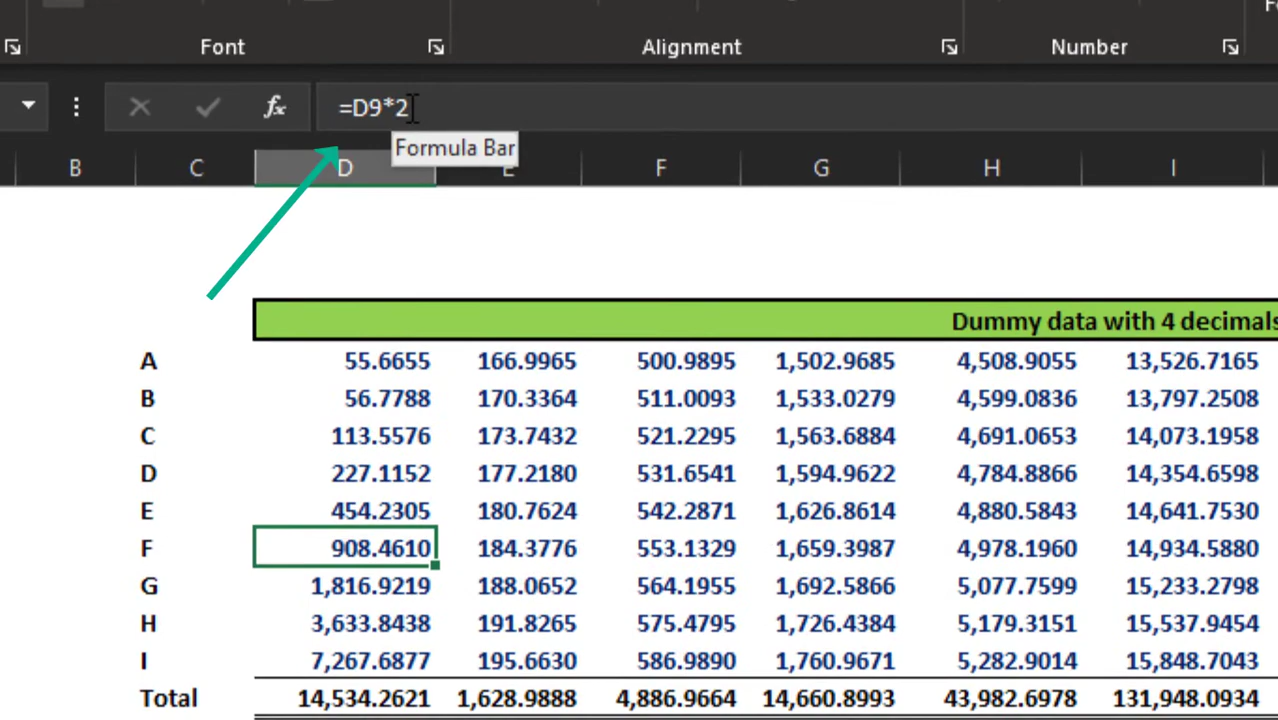 Font Alignment Number
fx =D9*2
Formula Bar
B C D E F G H I
Dummy data with 4 decimals
A 55.6655 166.9965 500.9895 1,502.9685 4,508.9055 13,526.7165
B 56.7788 170.3364 511.0093 1,533.0279 4,599.0836 13,797.2508
C 113.5576 173.7432 521.2295 1,563.6884 4,691.0653 14,073.1958
D 227.1152 177.2180 531.6541 1,594.9622 4,784.8866 14,354.6598
E 454.2305 180.7624 542.2871 1,626.8614 4,880.5843 14,641.7530
F 908.4610 184.3776 553.1329 1,659.3987 4,978.1960 14,934.5880
G 1,816.9219 188.0652 564.1955 1,692.5866 5,077.7599 15,233.2798
H 3,633.8438 191.8265 575.4795 1,726.4384 5,179.3151 15,537.9454
I 7,267.6877 195.6630 586.9890 1,760.9671 5,282.9014 15,848.7043
Total 14,534.2621 1,628.9888 4,886.9664 14,660.8993 43,982.6978 131,948.0934